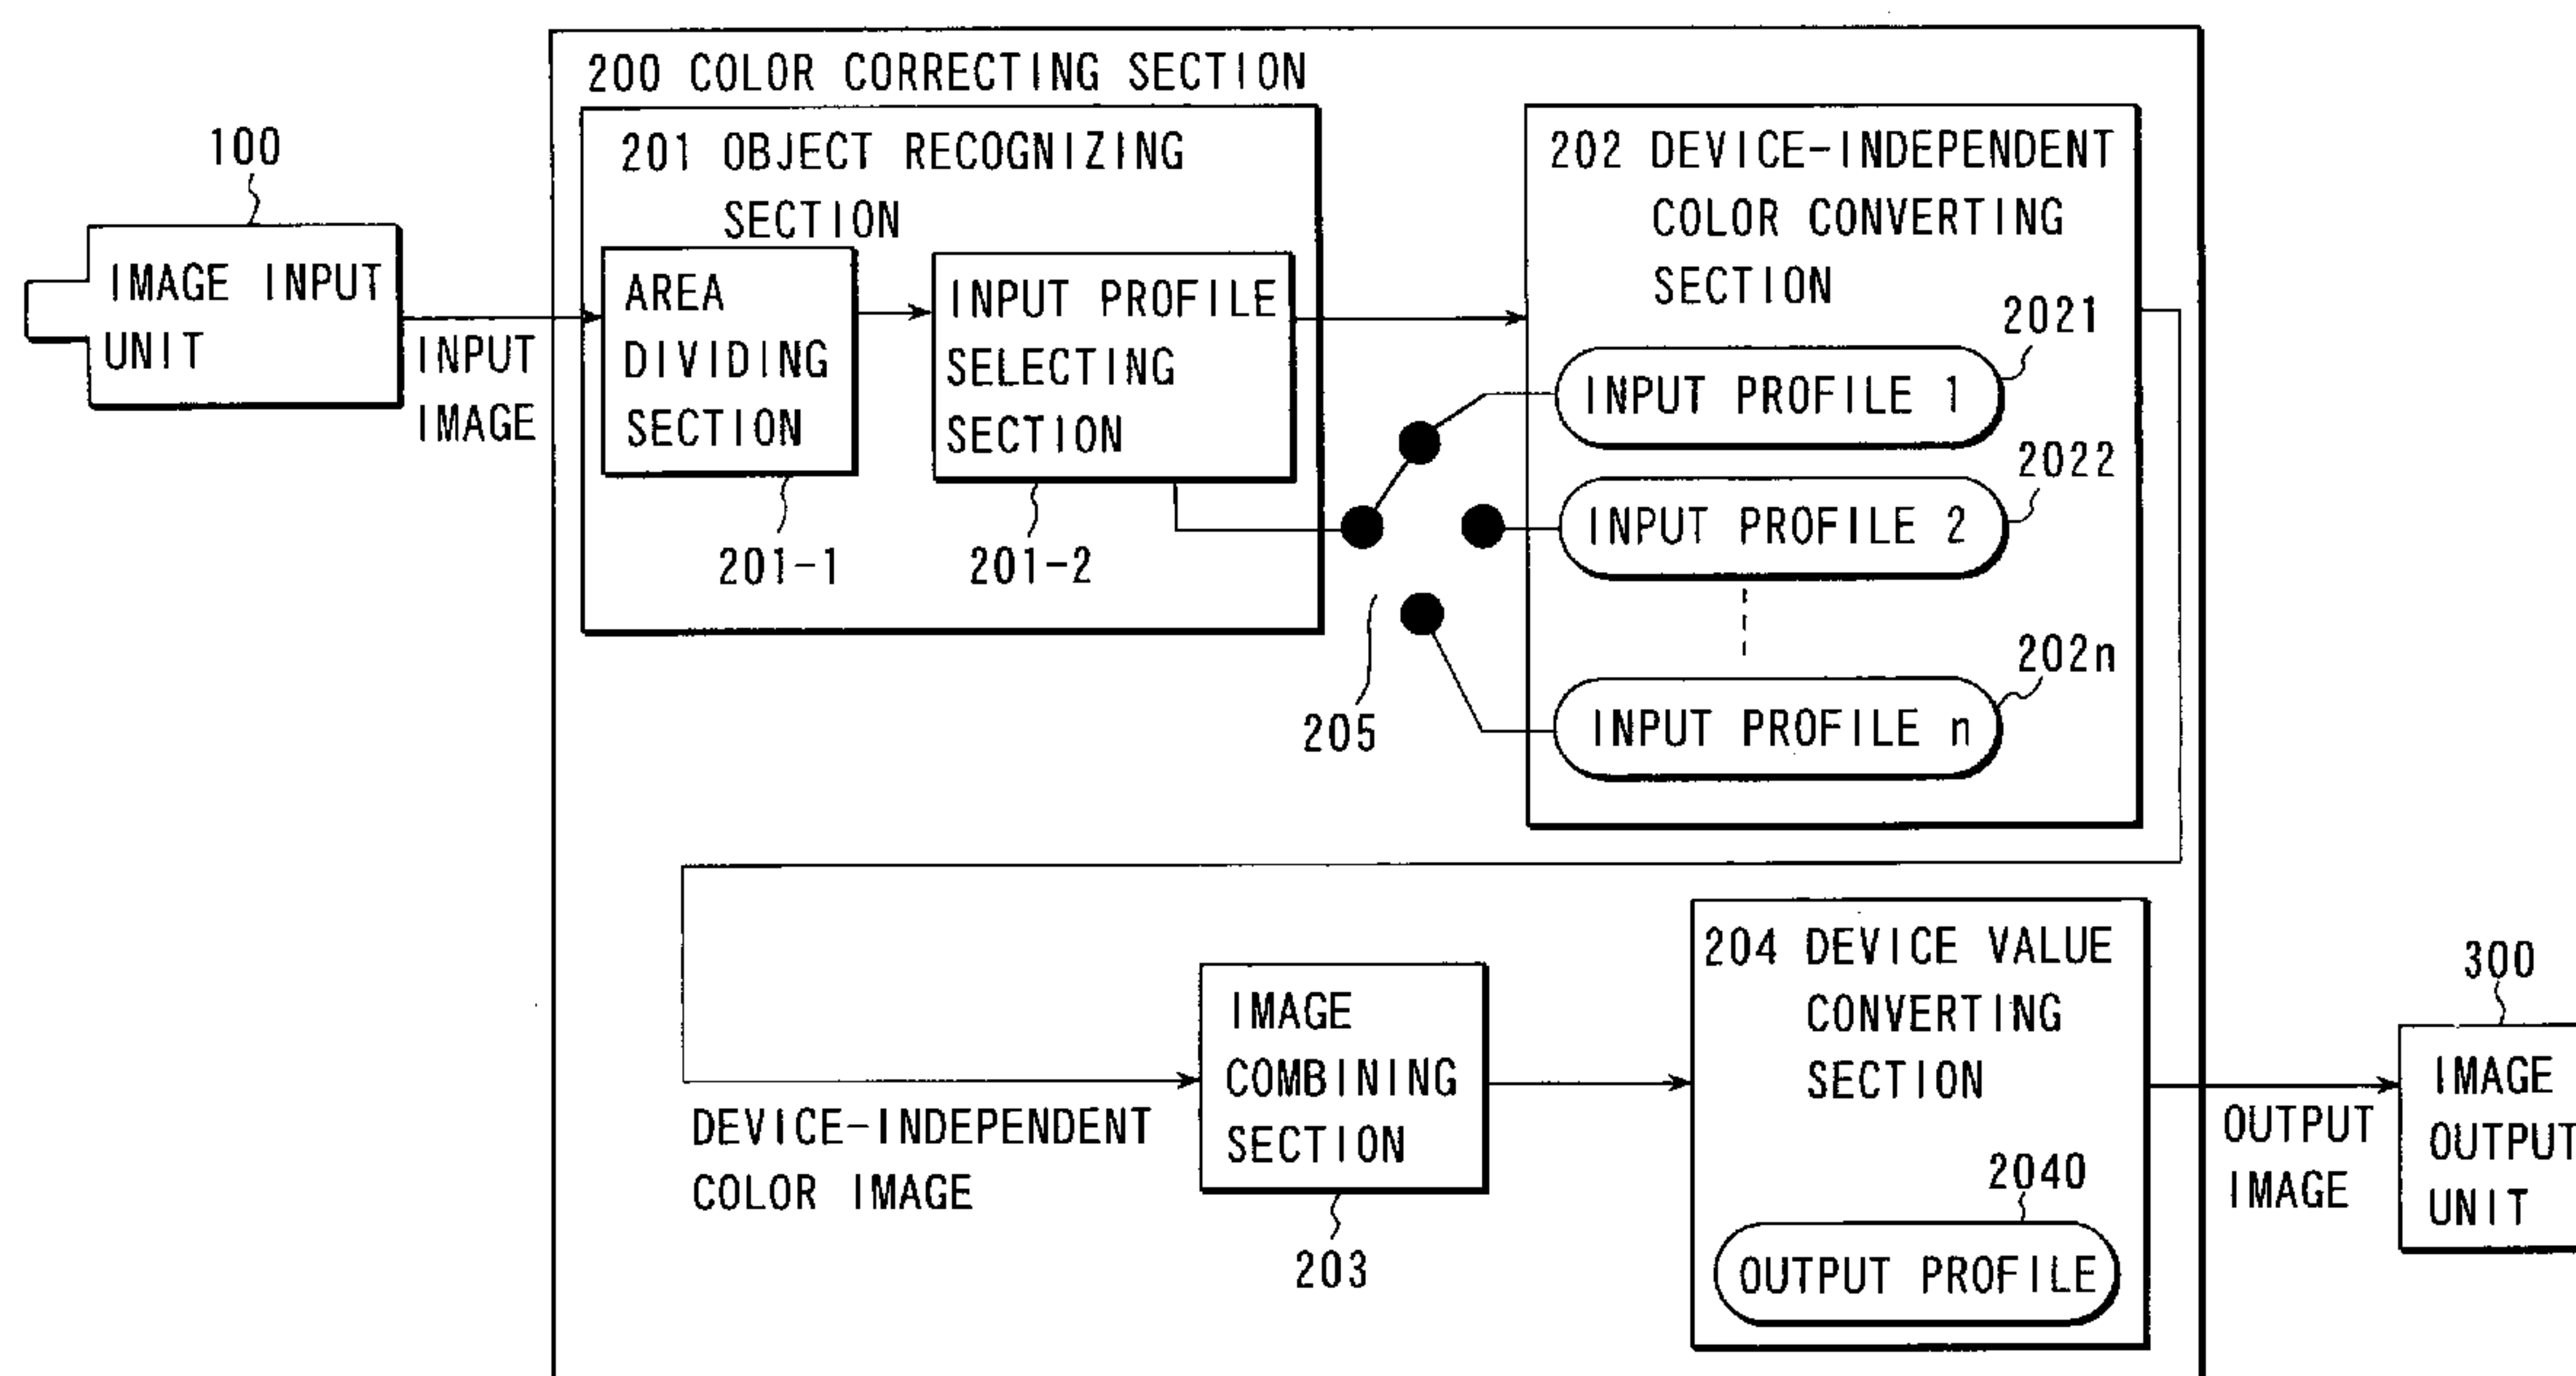 200 COLOR CORRECTING SECTION
100
IMAGE INPUT
UNIT
INPUT
IMAGE
201 OBJECT RECOGNIZING
SECTION
AREA
DIVIDING
SECTION
201-1
INPUT PROFILE
SELECTING
SECTION
201-2
205
202 DEVICE-INDEPENDENT
COLOR CONVERTING
SECTION
2021
INPUT PROFILE 1
2022
INPUT PROFILE 2
202n
INPUT PROFILE n
DEVICE-INDEPENDENT
COLOR IMAGE
IMAGE
COMBINING
SECTION
203
204 DEVICE VALUE
CONVERTING
SECTION
2040
OUTPUT PROFILE
OUTPUT
IMAGE
300
IMAGE
OUTPUT
UNIT